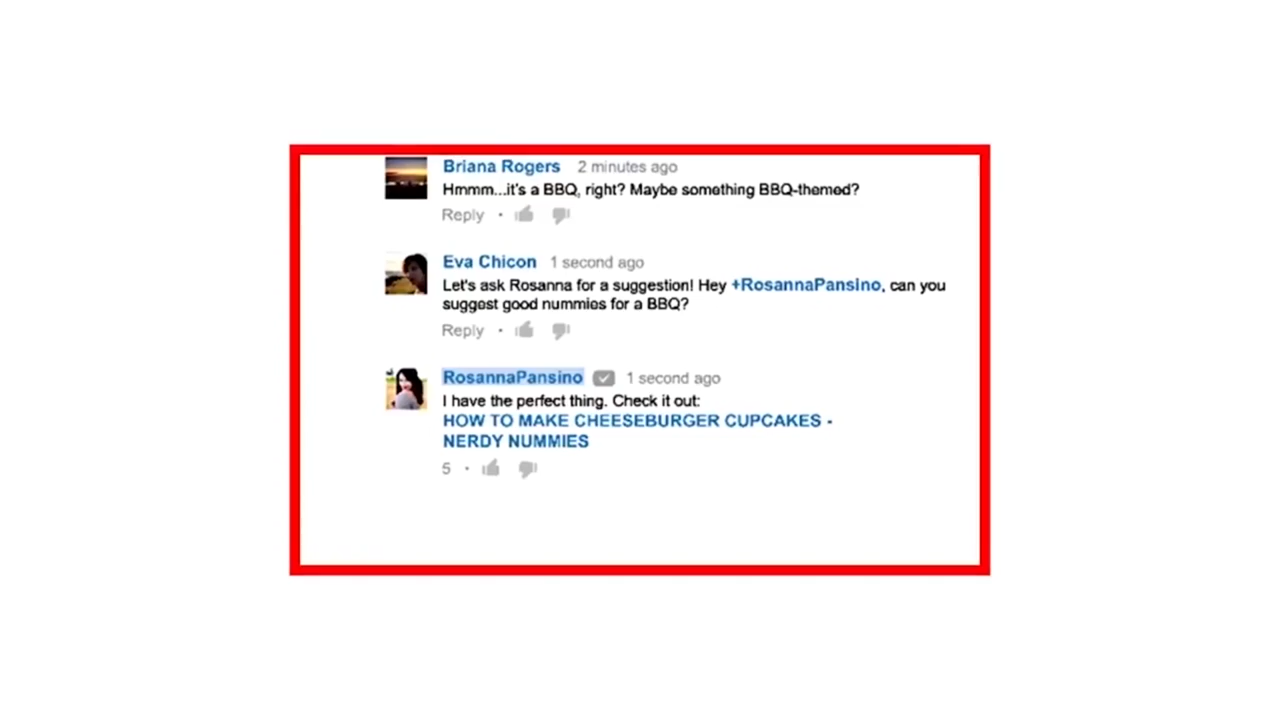 Briana Rogers 2 minutes ago
Hmmm...it's a BBQ, right? Maybe something BBQ-themed?
Reply •
Eva Chicon 1 second ago
Let's ask Rosanna for a suggestion! Hey +RosannaPansino, can you
suggest good nummies for a BBQ?
Reply •
RosannaPansino 1 second ago
I have the perfect thing. Check it out:
HOW TO MAKE CHEESEBURGER CUPCAKES -
NERDY NUMMIES
5 •